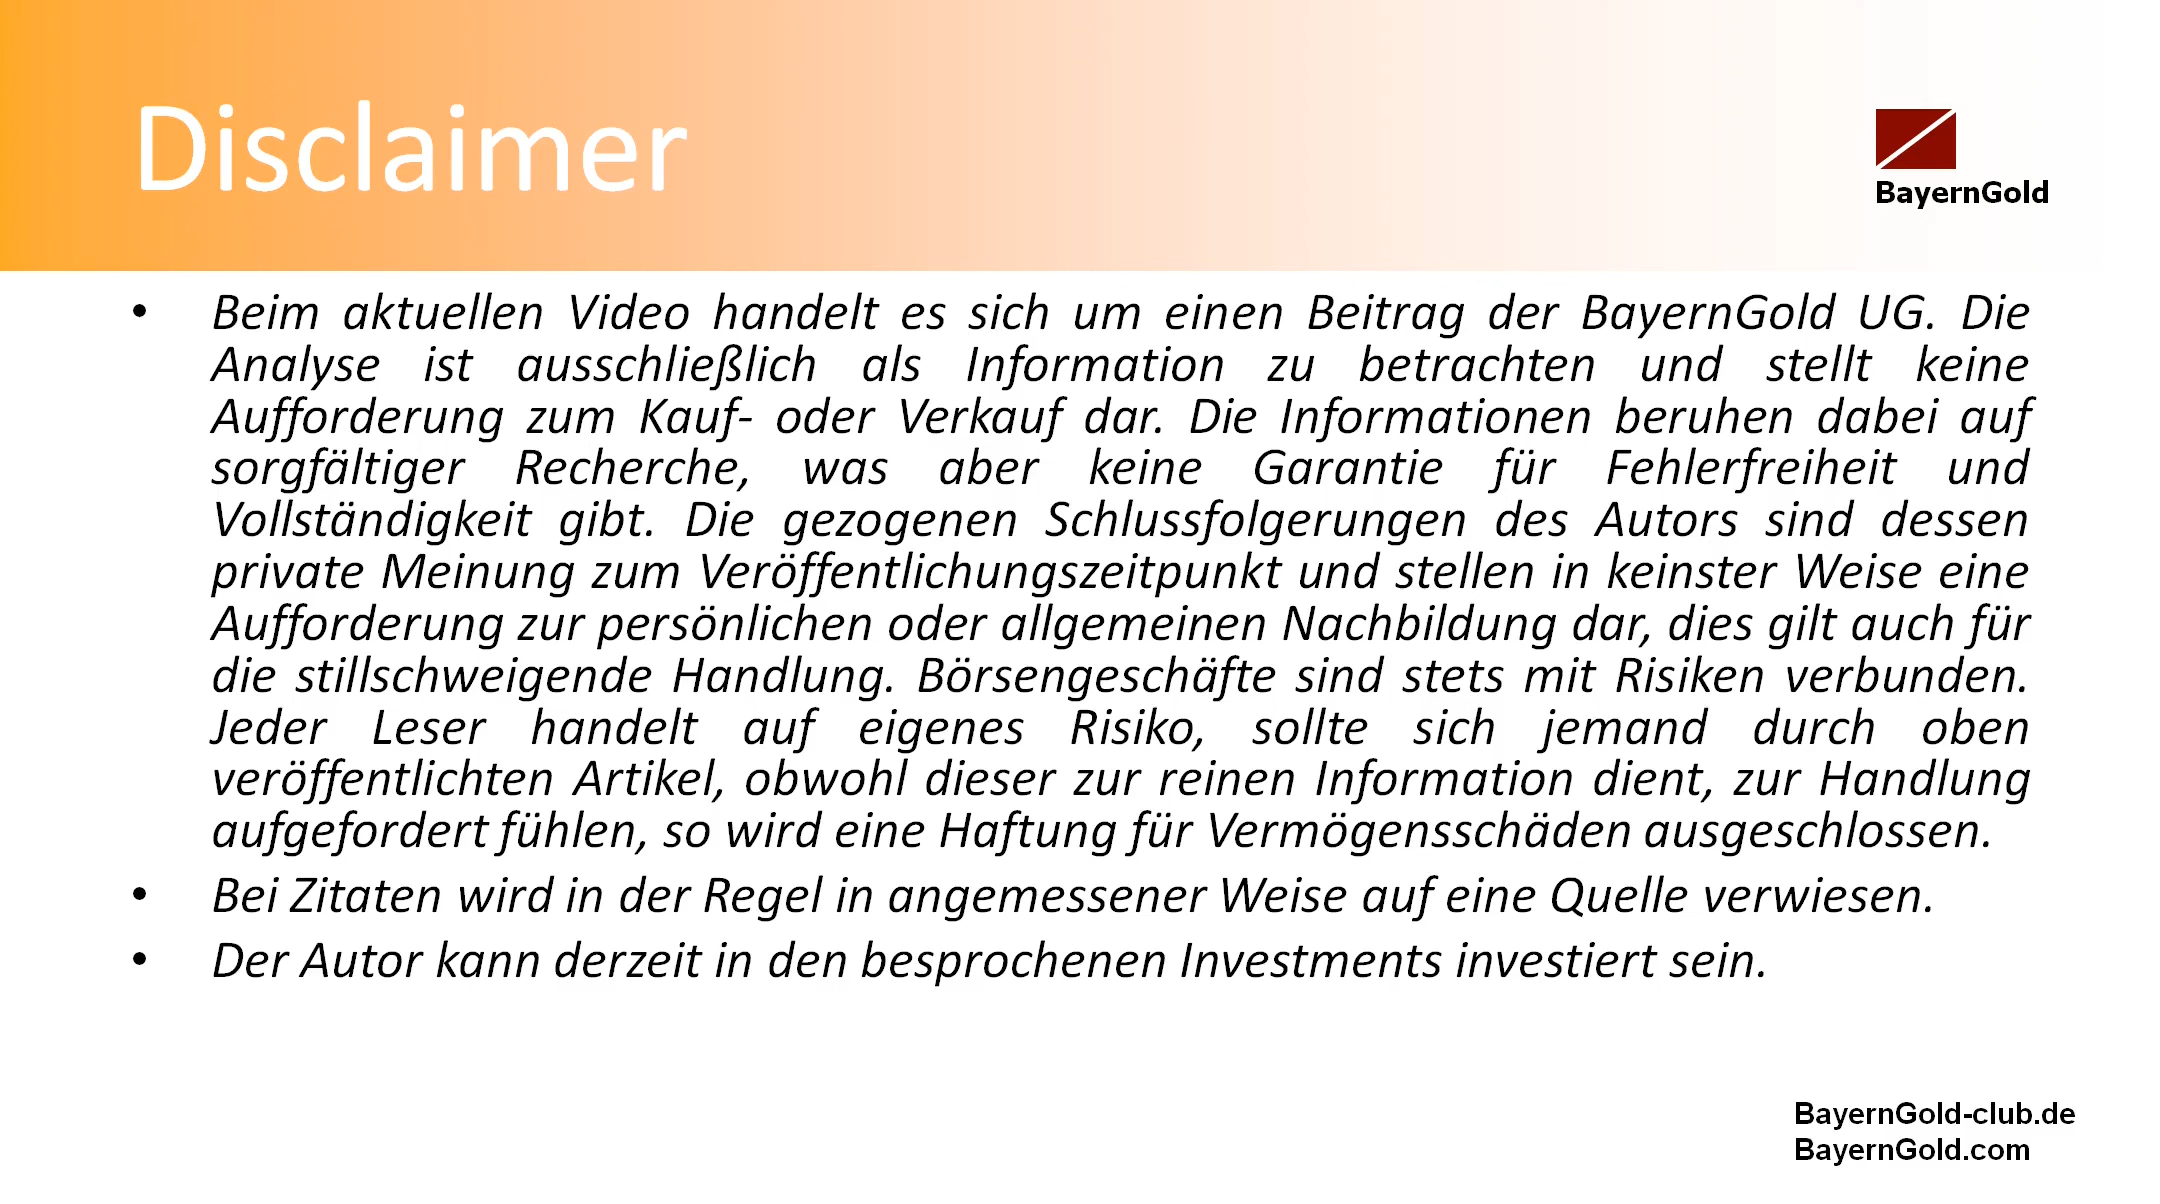 Disclaimer
BayernGold
• Beim aktuellen Video handelt es sich um einen Beitrag der BayernGold UG. Die
Analyse ist ausschließlich als Information zu betrachten und stellt keine
Aufforderung zum Kauf- oder Verkauf dar. Die Informationen beruhen dabei auf
sorgfältiger Recherche, was aber keine Garantie für Fehlerfreiheit und
Vollständigkeit gibt. Die gezogenen Schlussfolgerungen des Autors sind dessen
private Meinung zum Veröffentlichungszeitpunkt und stellen in keinster Weise eine
Aufforderung zur persönlichen oder allgemeinen Nachbildung dar, dies gilt auch für
die stillschweigende Handlung. Börsengeschäfte sind stets mit Risiken verbunden.
Jeder Leser handelt auf eigenes Risiko, sollte sich jemand durch oben
veröffentlichten Artikel, obwohl dieser zur reinen Information dient, zur Handlung
aufgefordert fühlen, so wird eine Haftung für Vermögensschäden ausgeschlossen.
• Bei Zitaten wird in der Regel in angemessener Weise auf eine Quelle verwiesen.
• Der Autor kann derzeit in den besprochenen Investments investiert sein.
BayernGold-club.de
BayernGold.com